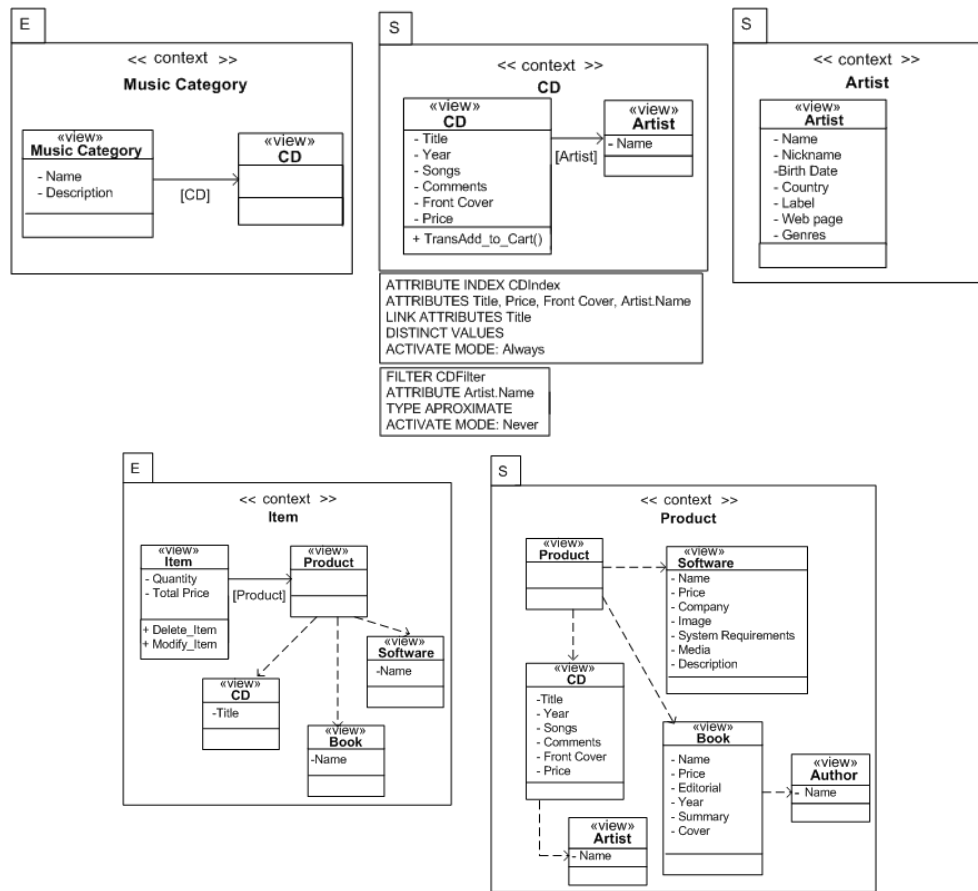 E
<< context >>
Music Category
«view»
Music Category
- Name
- Description
[CD]
«view»
CD
S
<< context >>
CD
«view»
CD
- Title
- Year
- Songs
- Comments
- Front Cover
- Price
+ TransAdd_to_Cart()
[Artist]
«view»
Artist
- Name
ATTRIBUTE INDEX CDIndex
ATTRIBUTES Title, Price, Front Cover, Artist.Name
LINK ATTRIBUTES Title
DISTINCT VALUES
ACTIVATE MODE: Always
FILTER CDFilter
ATTRIBUTE Artist.Name
TYPE APROXIMATE
ACTIVATE MODE: Never
S
<< context >>
Artist
«view»
Artist
- Name
- Nickname
-Birth Date
- Country
- Label
- Web page
- Genres
E
<< context >>
Item
«view»
Item
- Quantity
- Total Price
+ Delete_Item
+ Modify_Item
[Product]
«view»
Product
«view»
Software
-Name
«view»
CD
-Title
«view»
Book
-Name
S
<< context >>
Product
«view»
Product
«view»
Software
- Name
- Price
- Company
- Image
- System Requirements
- Media
- Description
«view»
CD
-Title
- Year
- Songs
- Comments
- Front Cover
- Price
«view»
Book
- Name
- Price
- Editorial
- Year
- Summary
- Cover
«view»
Author
- Name
«view»
Artist
- Name